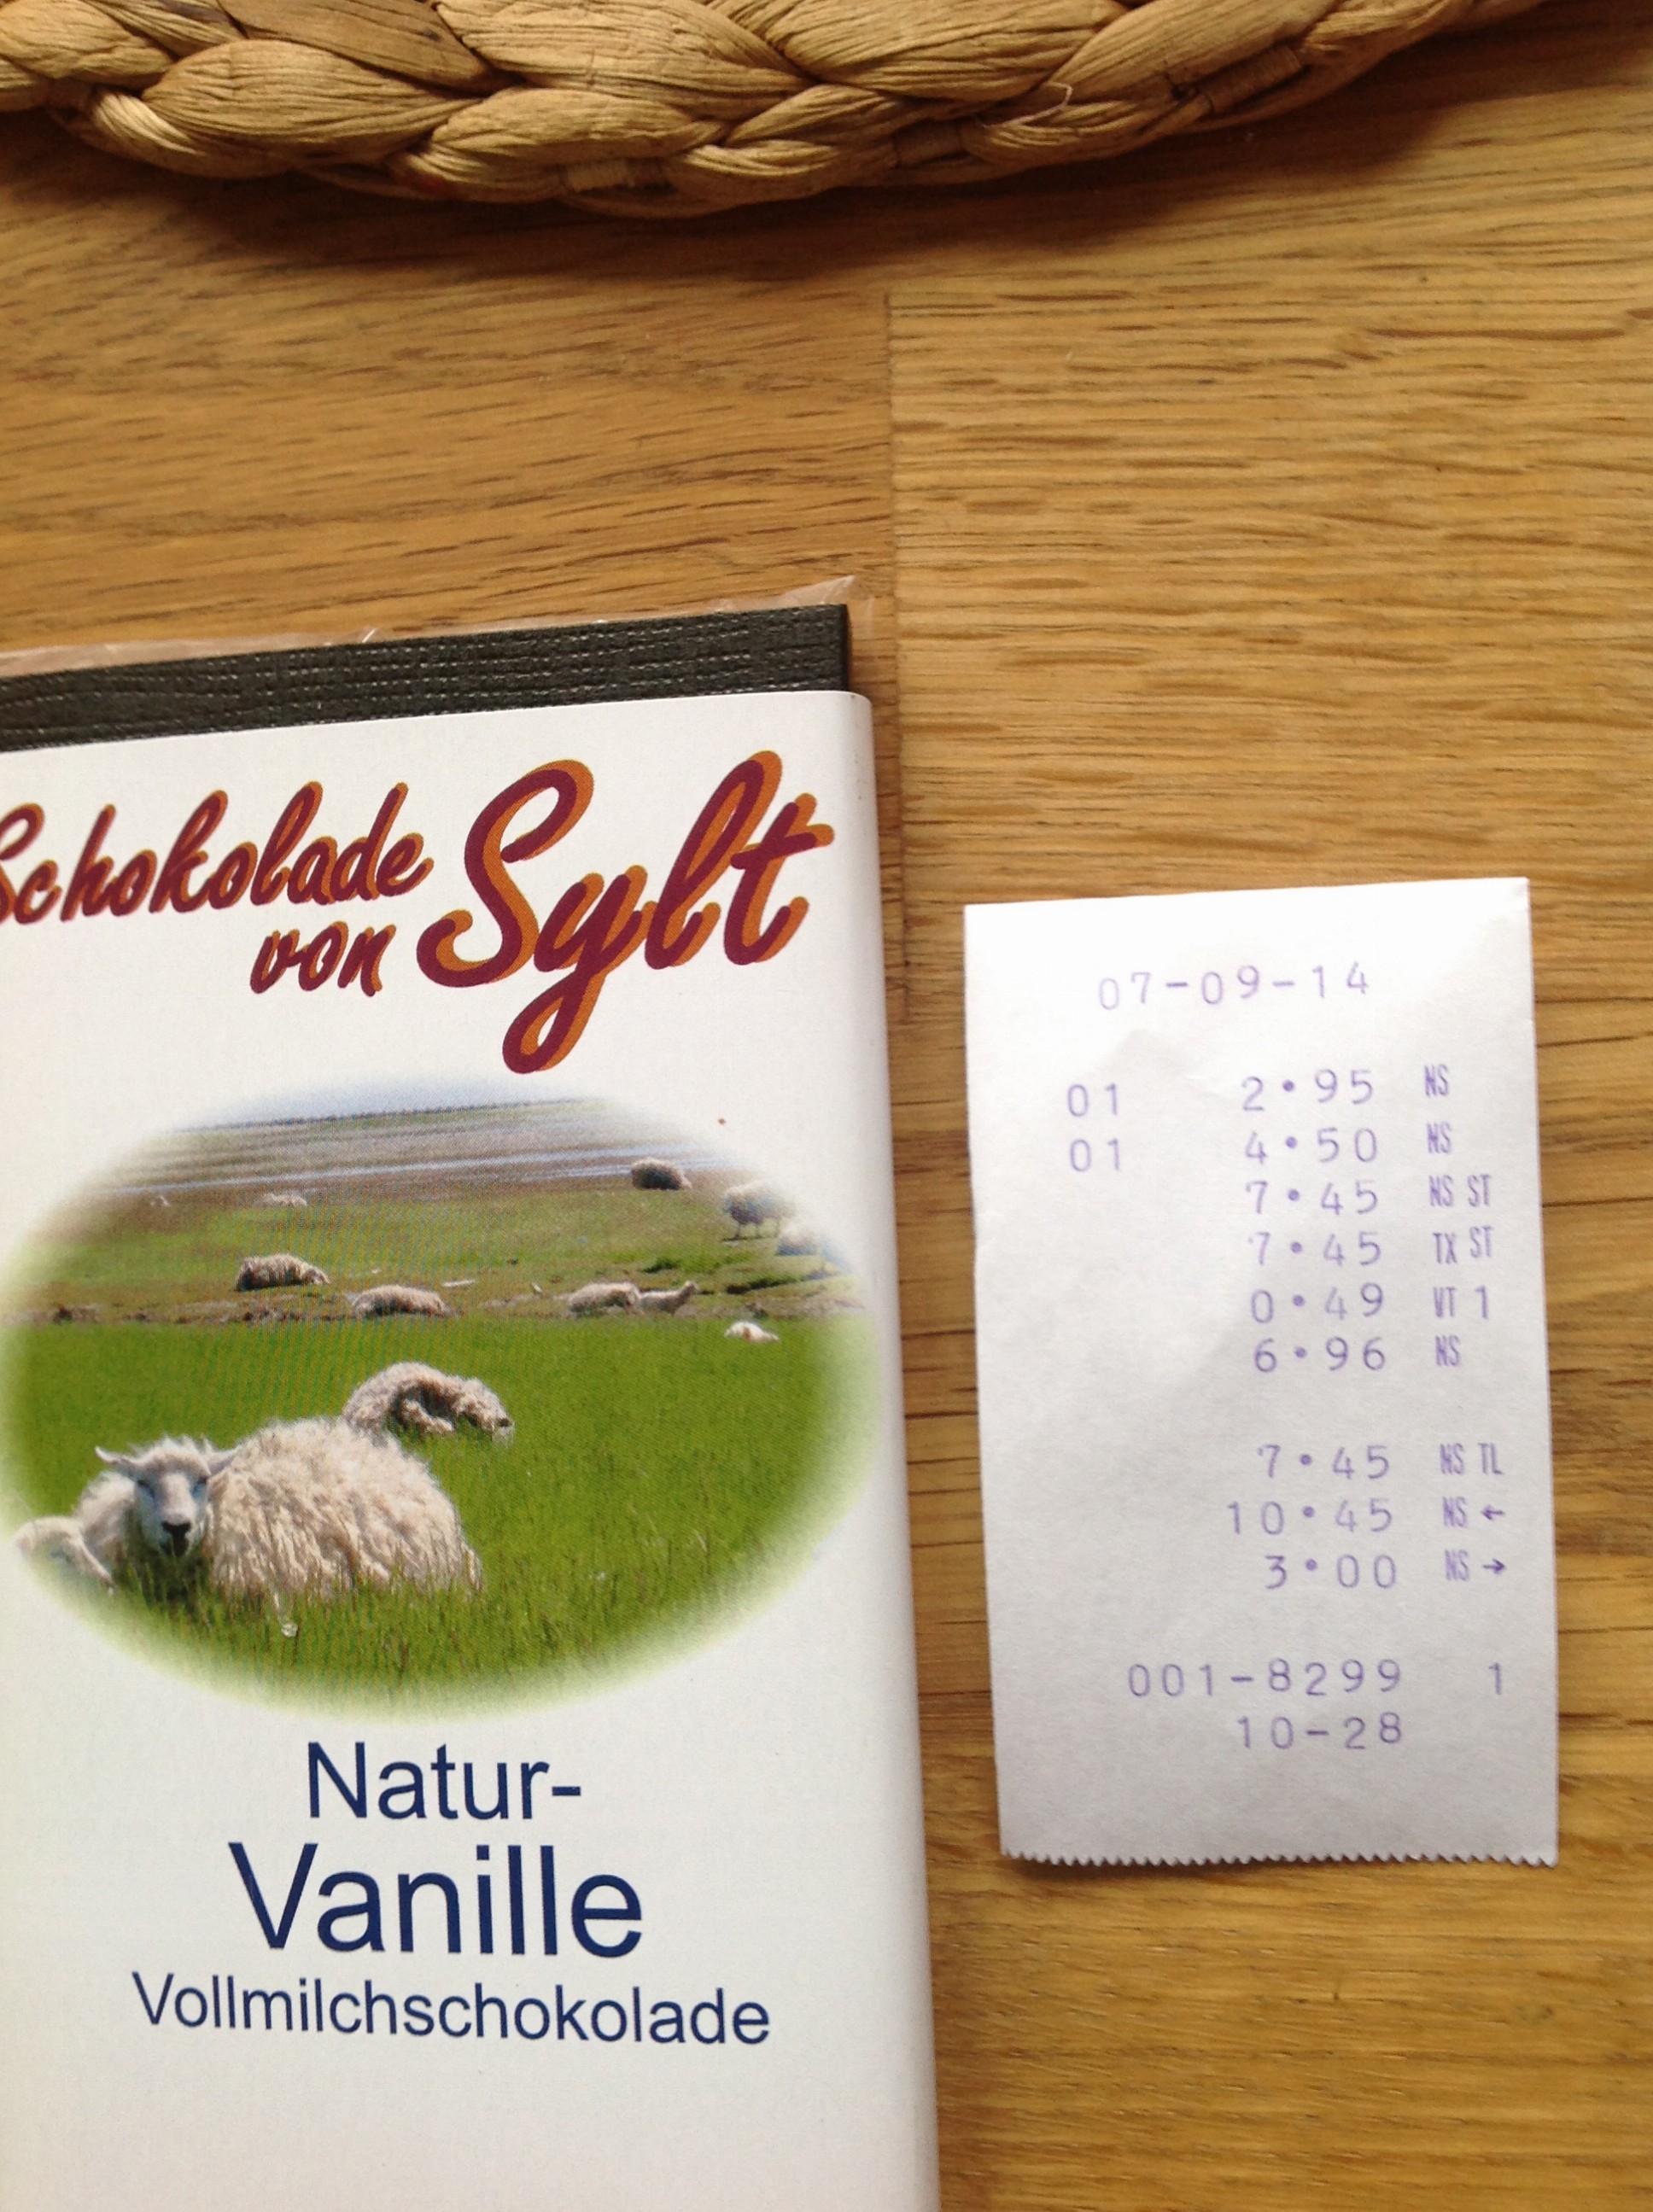 Schokolade
von Sylt
Natur-
Vanille
Vollmilchschokolade
07-09-14
01 2•95 NS
01 4•50 NS
7•45 NS ST
7•45 TX ST
0•49 VT 1
6•96 NS
7•45 NS TL
10•45 NS ←
3•00 NS →
001-8299 1
10-28